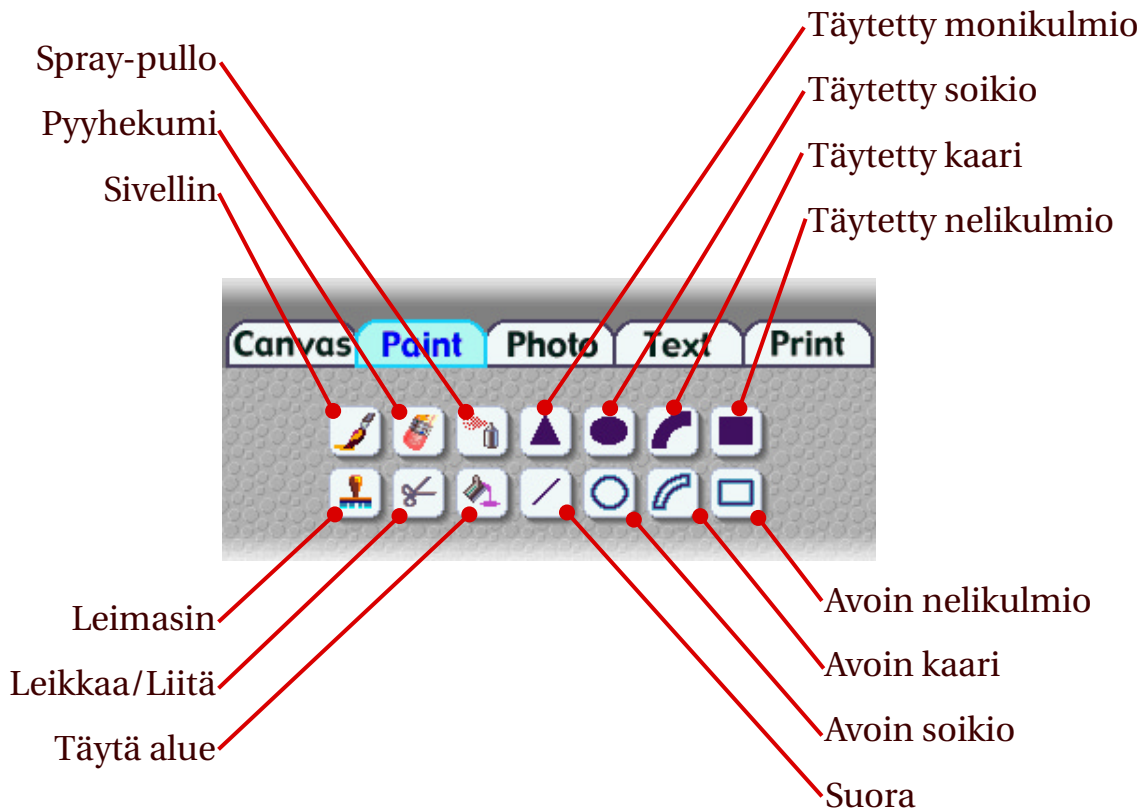 Täytetty monikulmio
Spray-pullo
Täytetty soikio
Pyyhekumi
Täytetty kaari
Sivellin
Täytetty nelikulmio
Canvas Paint Photo Text Print
Avoin nelikulmio
Leimasin
Avoin kaari
Leikkaa/Liitä
Avoin soikio
Täytä alue
Suora